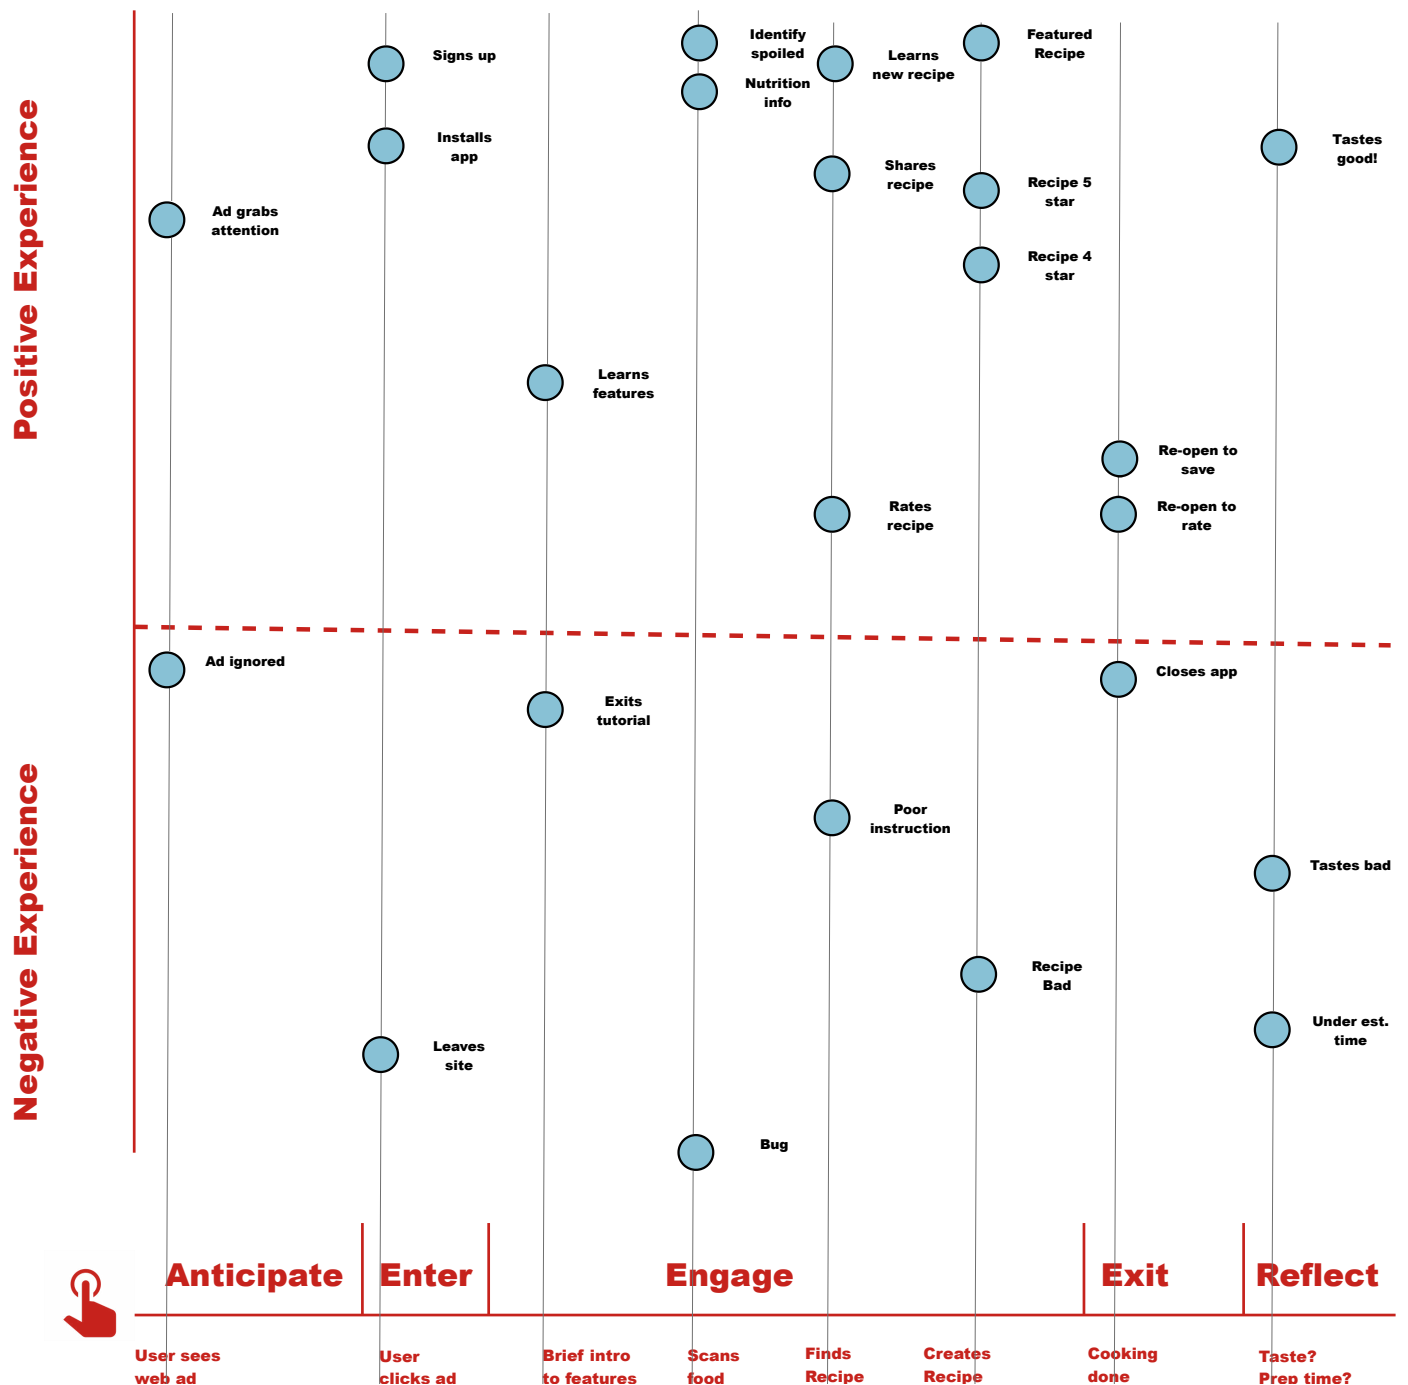 Positive Experience
Negative Experience
Ad grabs
attention
Ad ignored
Signs up
Installs
app
Leaves
site
Learns
features
Exits
tutorial
Identify
spoiled
Nutrition
info
Bug
Learns
new recipe
Shares
recipe
Rates
recipe
Poor
instruction
Featured
Recipe
Recipe 5
star
Recipe 4
star
Recipe
Bad
Re-open to
save
Re-open to
rate
Closes app
Tastes
good!
Tastes bad
Under est.
time
Anticipate
Enter
Engage
Exit
Reflect
User sees
web ad
User
clicks ad
Brief intro
to features
Scans
food
Finds
Recipe
Creates
Recipe
Cooking
done
Taste?
Prep time?